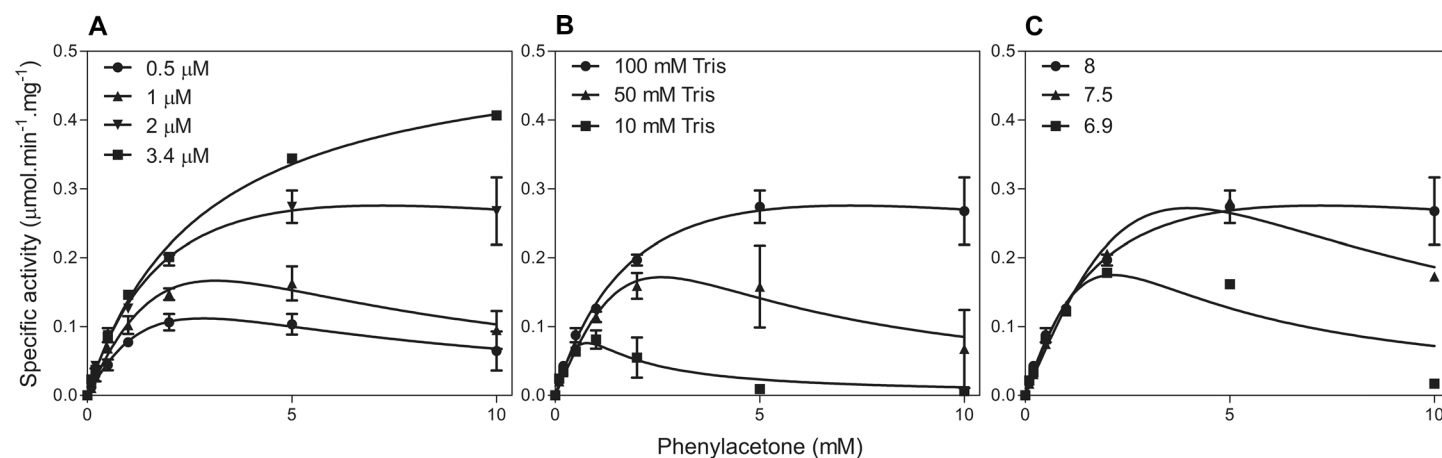 A
B
C
Specific activity (μmol.min⁻¹.mg⁻¹)
0.5
0.4
0.3
0.2
0.1
0.0
0.5 μM
1 μM
2 μM
3.4 μM
0
5
10
0.5
0.4
0.3
0.2
0.1
0.0
100 mM Tris
50 mM Tris
10 mM Tris
0
5
10
0.5
0.4
0.3
0.2
0.1
0.0
8
7.5
6.9
0
5
10
Phenylacetone (mM)